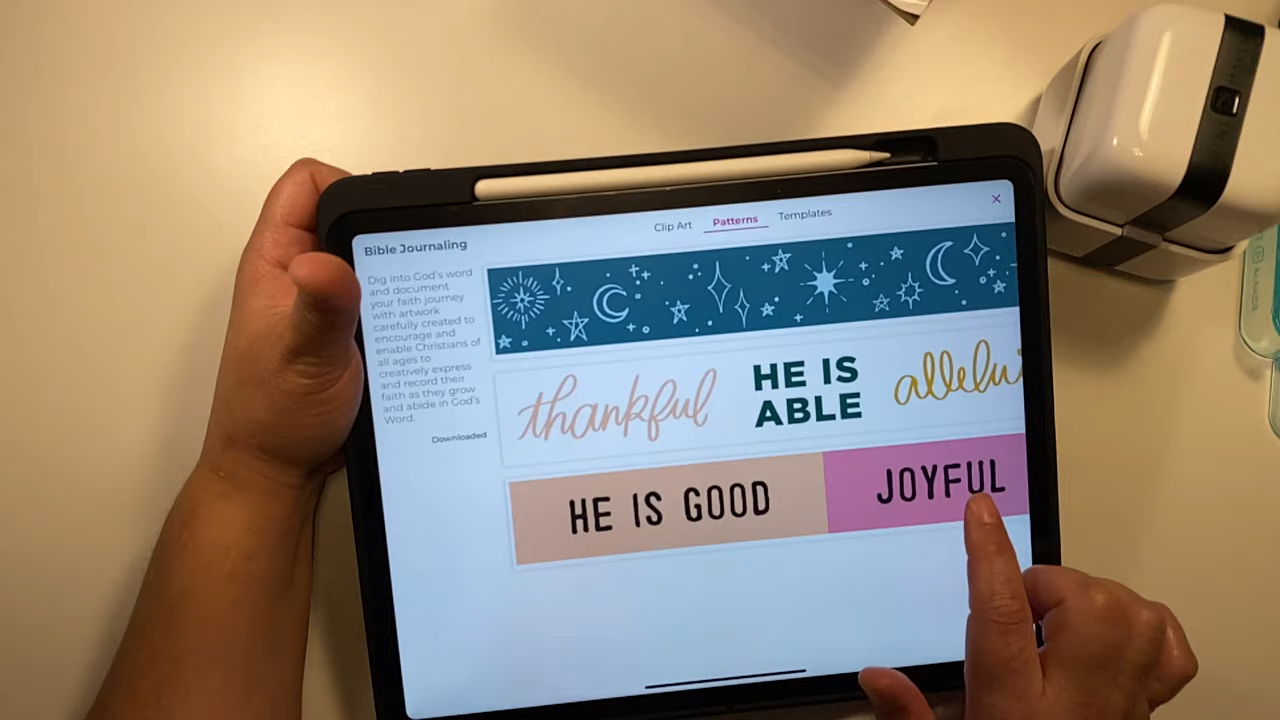 Bible Journaling
Clip Art
Patterns
Templates
Dig into God's word
and document
your faith journey
with artwork
carefully created to
encourage and
enable Christians of
all ages to
creatively express
and record their
faith as they grow
and abide in God's
Word.
Downloaded
thankful
HE IS
ABLE
HE IS GOOD
JOYFUL